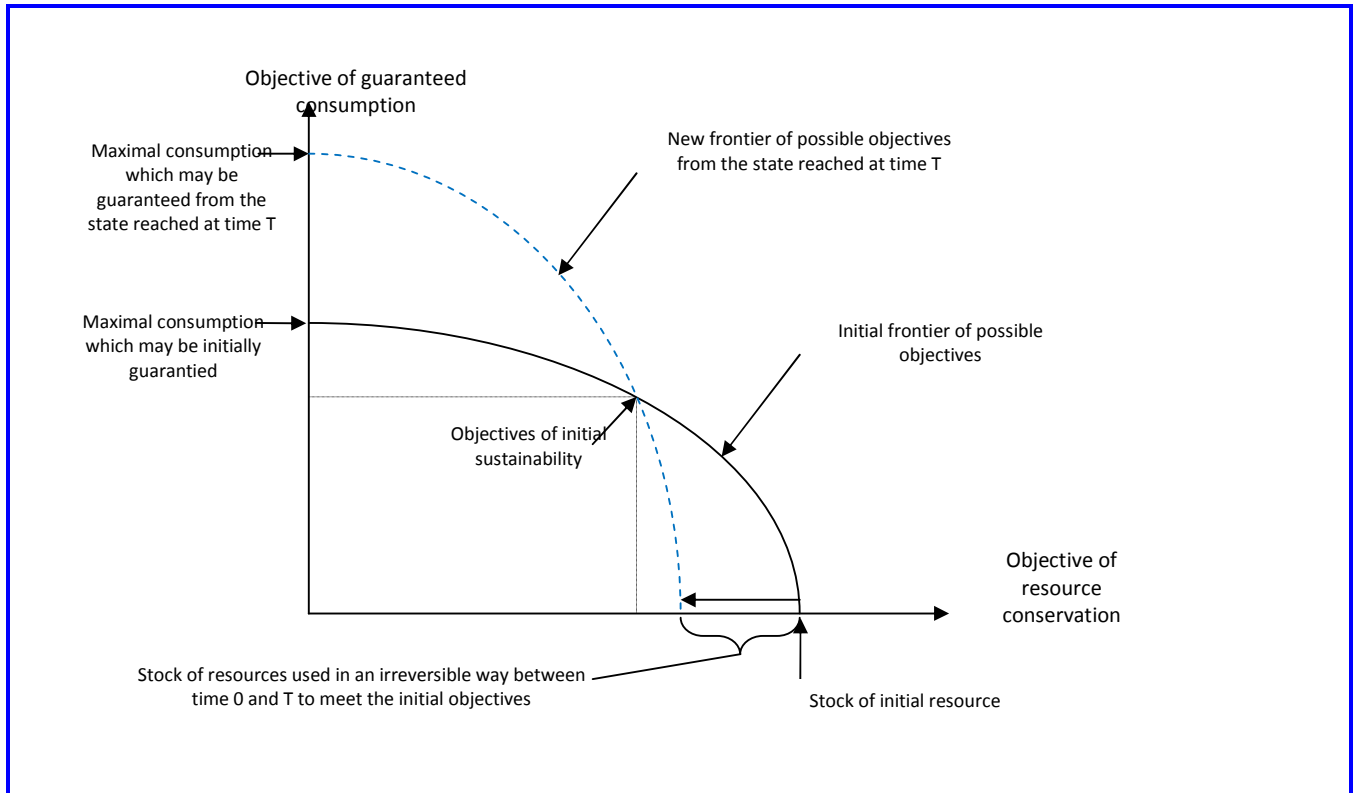 Objective of guaranteed
consumption
Maximal consumption
which may be
guaranteed from the
state reached at time T
New frontier of possible objectives
from the state reached at time T
Maximal consumption
which may be initially
guarantied
Initial frontier of possible
objectives
Objectives of initial
sustainability
Objective of
resource
conservation
Stock of resources used in an irreversible way between
time 0 and T to meet the initial objectives
Stock of initial resource